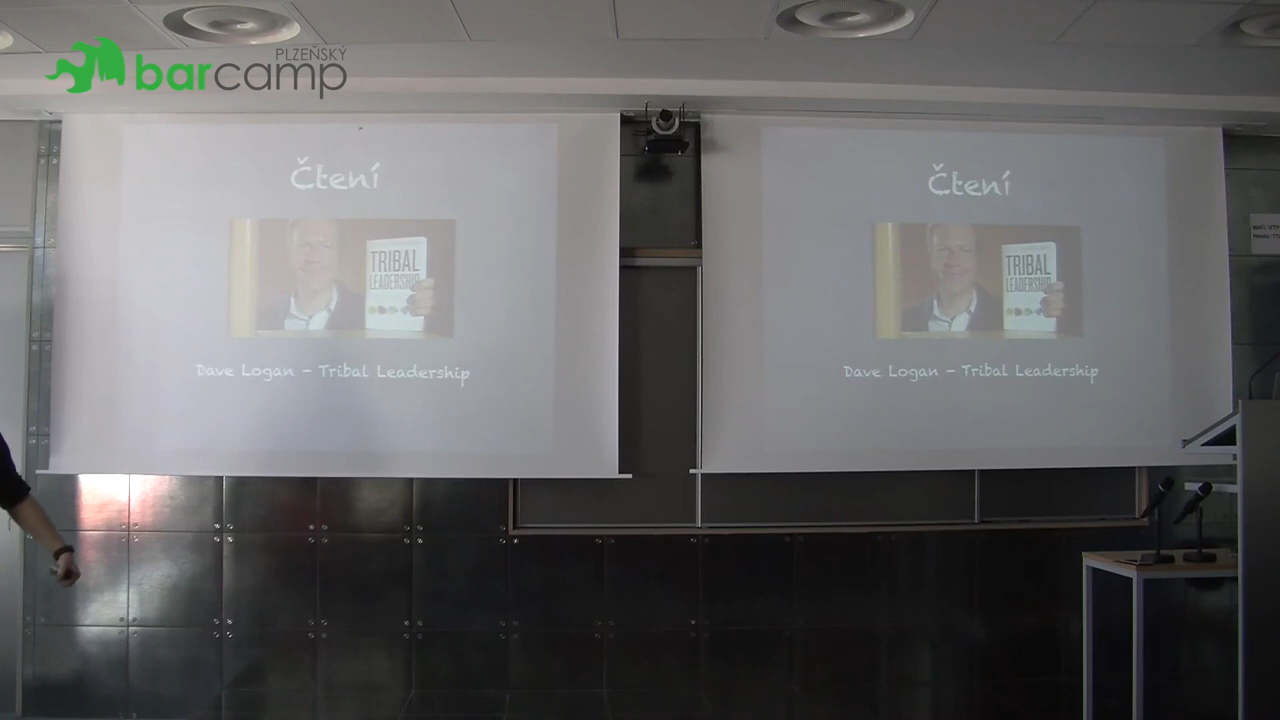 PLZEŇSKÝ
barcamp
Čtení
TRIBAL
LEADERSHIP
Dave Logan - Tribal Leadership
Čtení
TRIBAL
LEADERSHIP
Dave Logan - Tribal Leadership